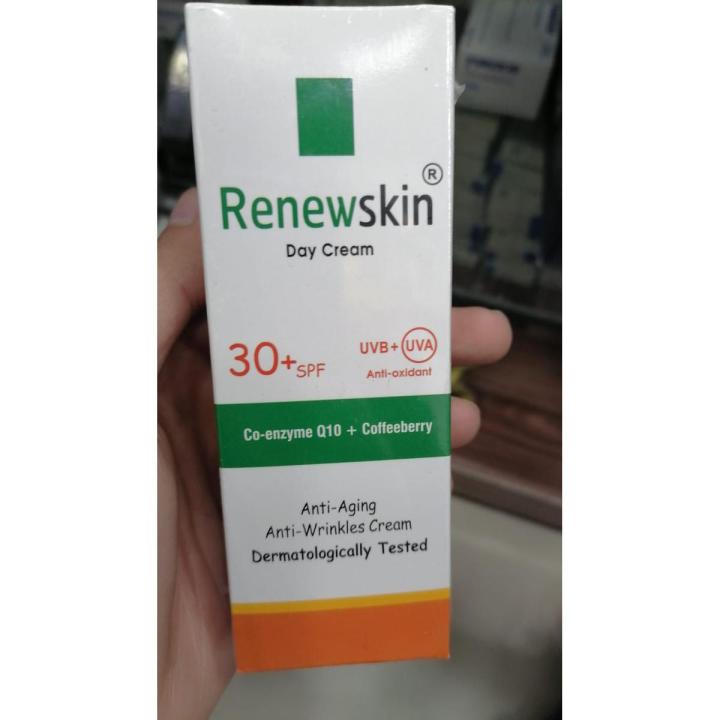 Renewskin®
Day Cream
30+SPF
UVB+ UVA
Anti-oxidant
Co-enzyme Q10 + Coffeeberry
Anti-Aging
Anti-Wrinkles Cream
Dermatologically Tested